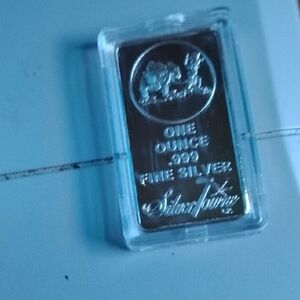 ONE
OUNCE
.999
FINE SILVER
SilverTowne